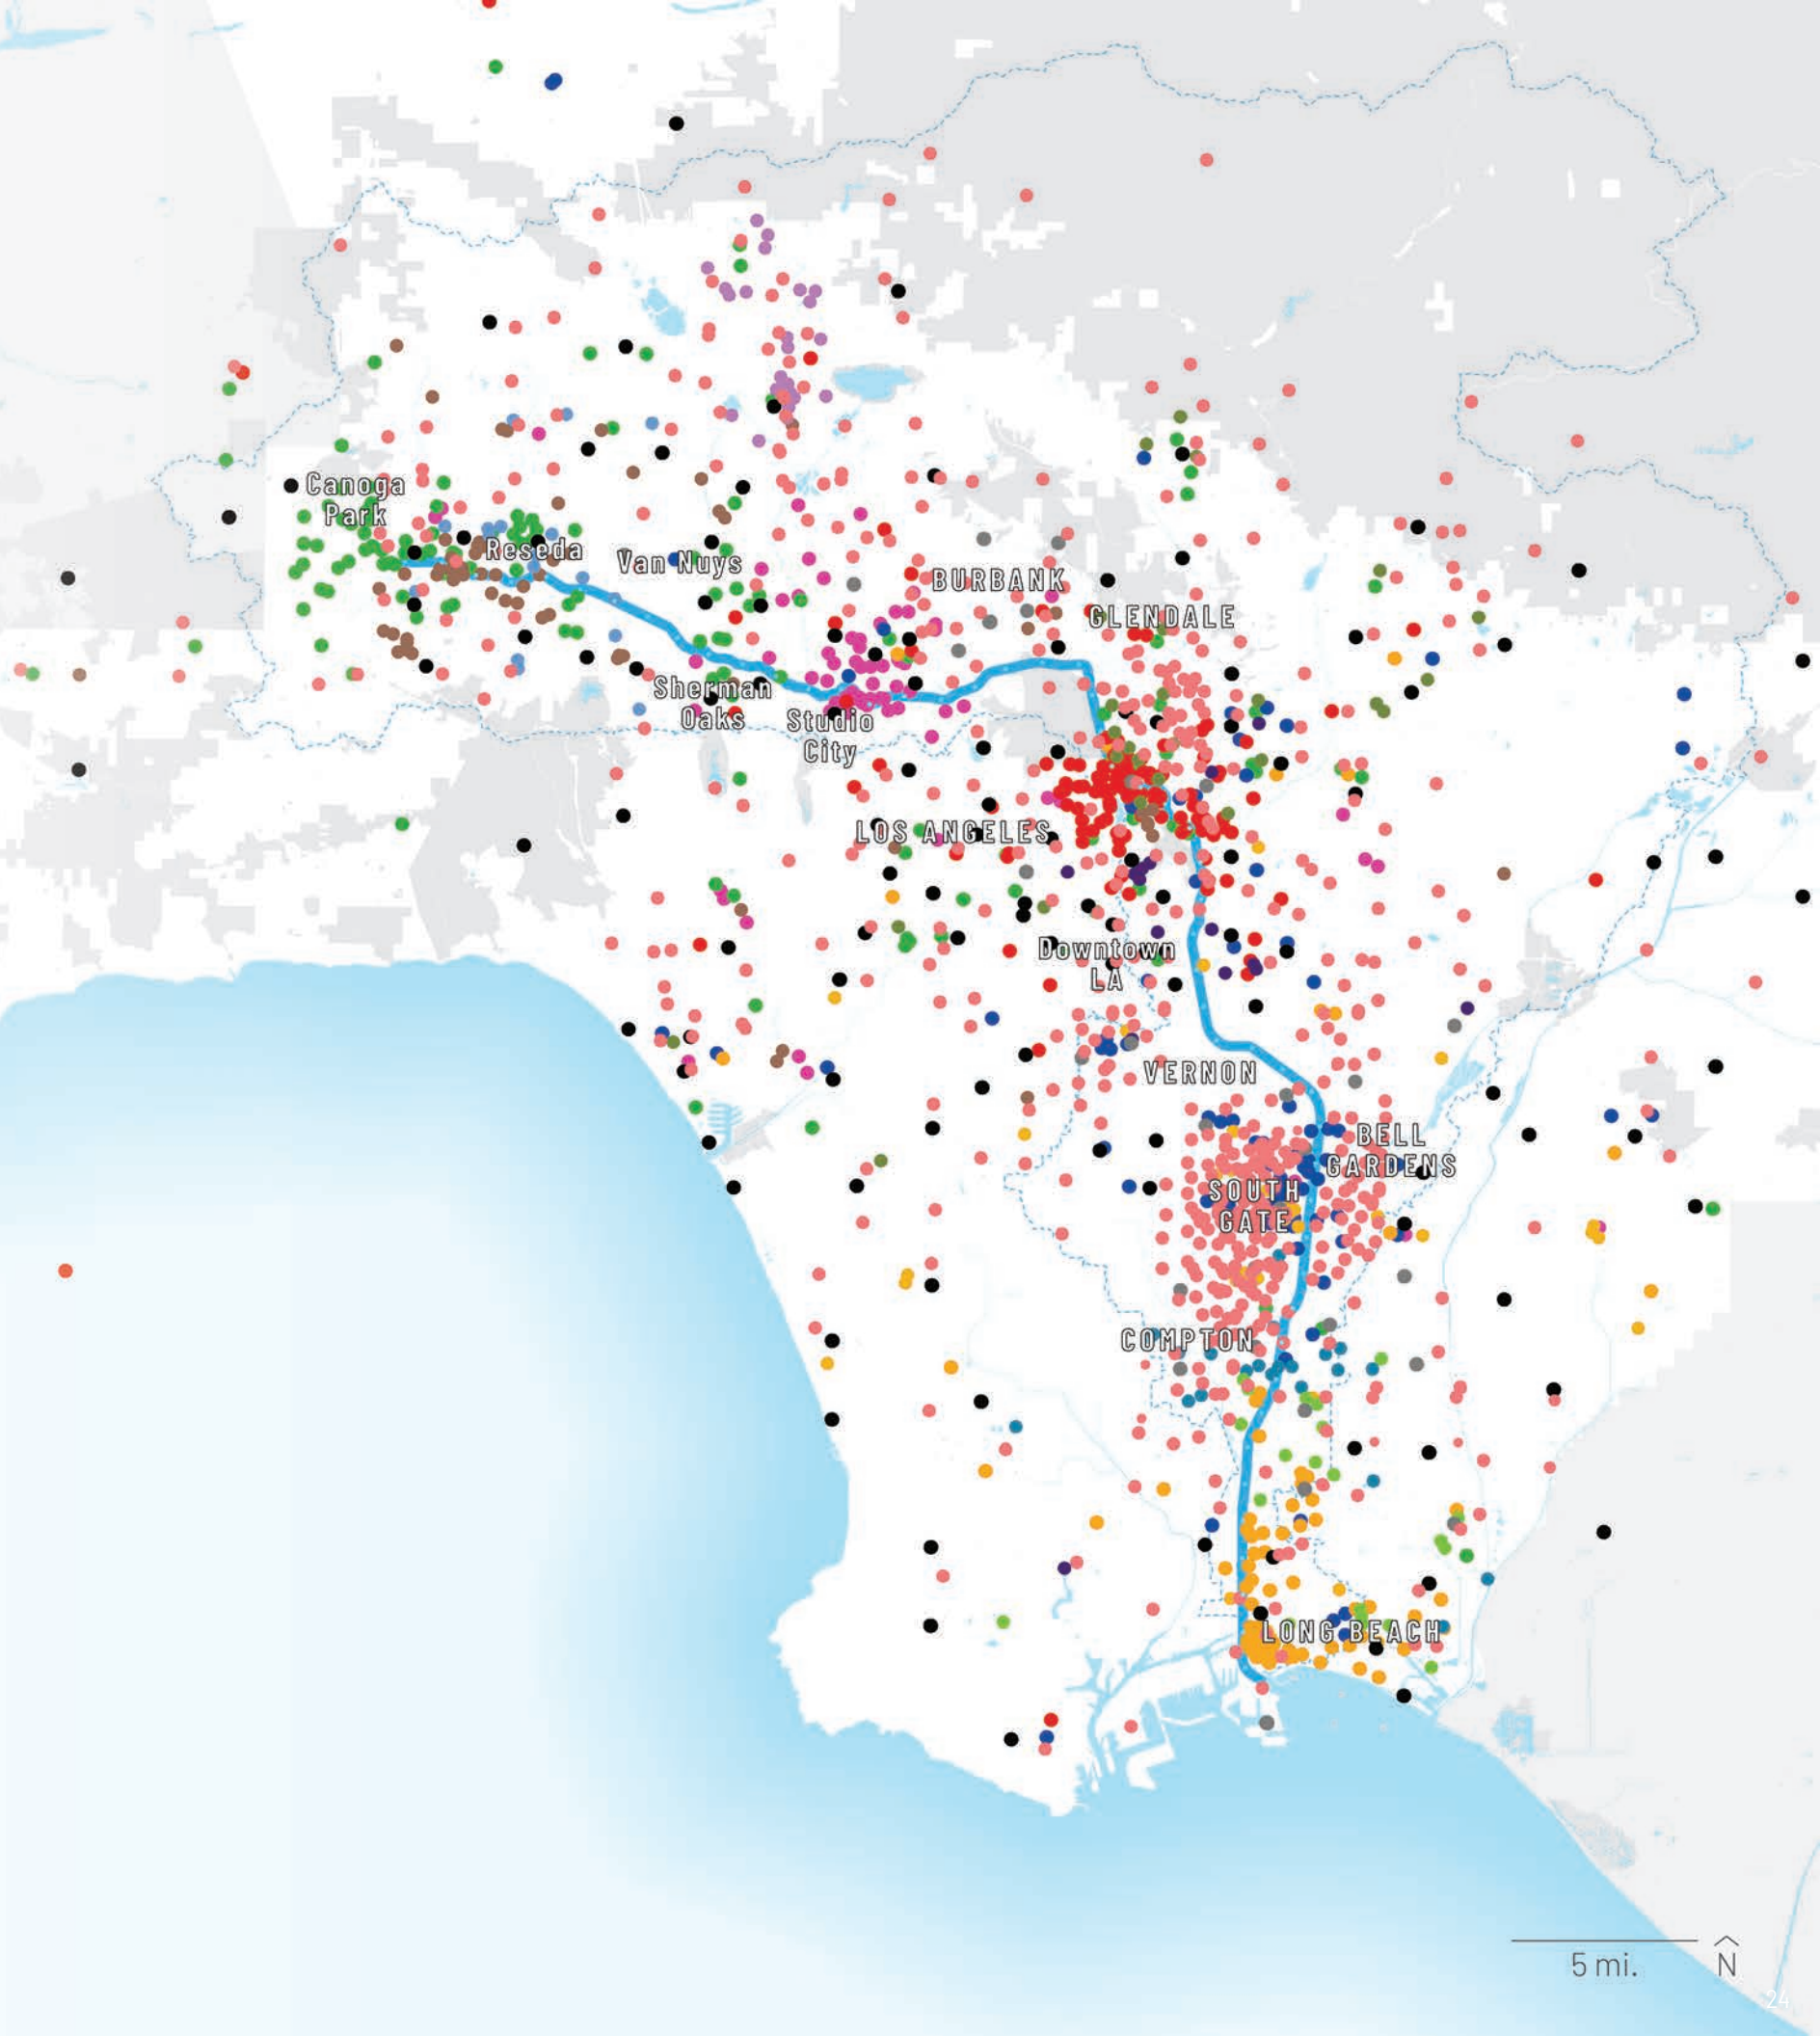 Canoga
Park
Reseda
Van Nuys
BURBANK
GLENDALE
Sherman
Oaks
Studio
City
LOS ANGELES
Downtown
LA
VERNON
BELL
GARDENS
SOUTH
GATE
COMPTON
LONG BEACH
5 mi.
N
24